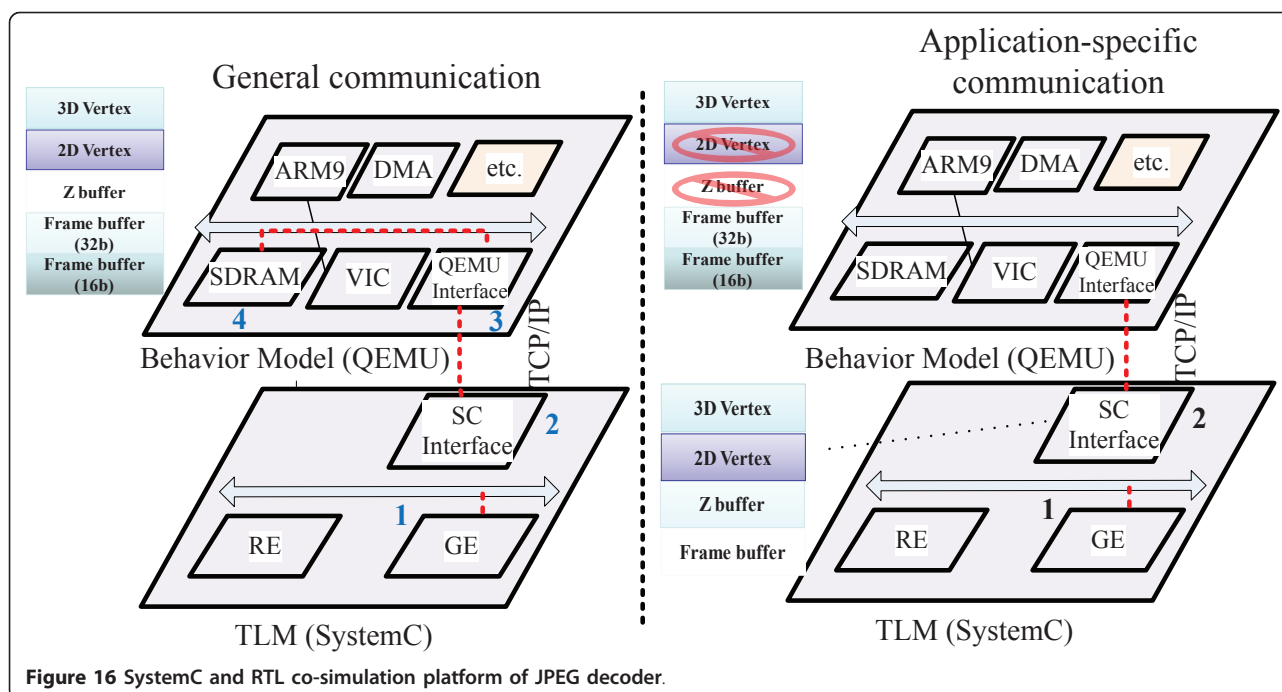 General communication
3D Vertex
2D Vertex
Z buffer
Frame buffer
(32b)
Frame buffer
(16b)
ARM9
DMA
etc.
SDRAM
VIC
QEMU
Interface
4
3
TCP/IP
Behavior Model (QEMU)
SC
Interface
2
1
RE
GE
TLM (SystemC)
Application-specific
communication
3D Vertex
2D Vertex
Z buffer
Frame buffer
(32b)
Frame buffer
(16b)
ARM9
DMA
etc.
SDRAM
VIC
QEMU
Interface
TCP/IP
Behavior Model (QEMU)
3D Vertex
2D Vertex
Z buffer
Frame buffer
SC
Interface
2
1
RE
GE
TLM (SystemC)
Figure 16 SystemC and RTL co-simulation platform of JPEG decoder.